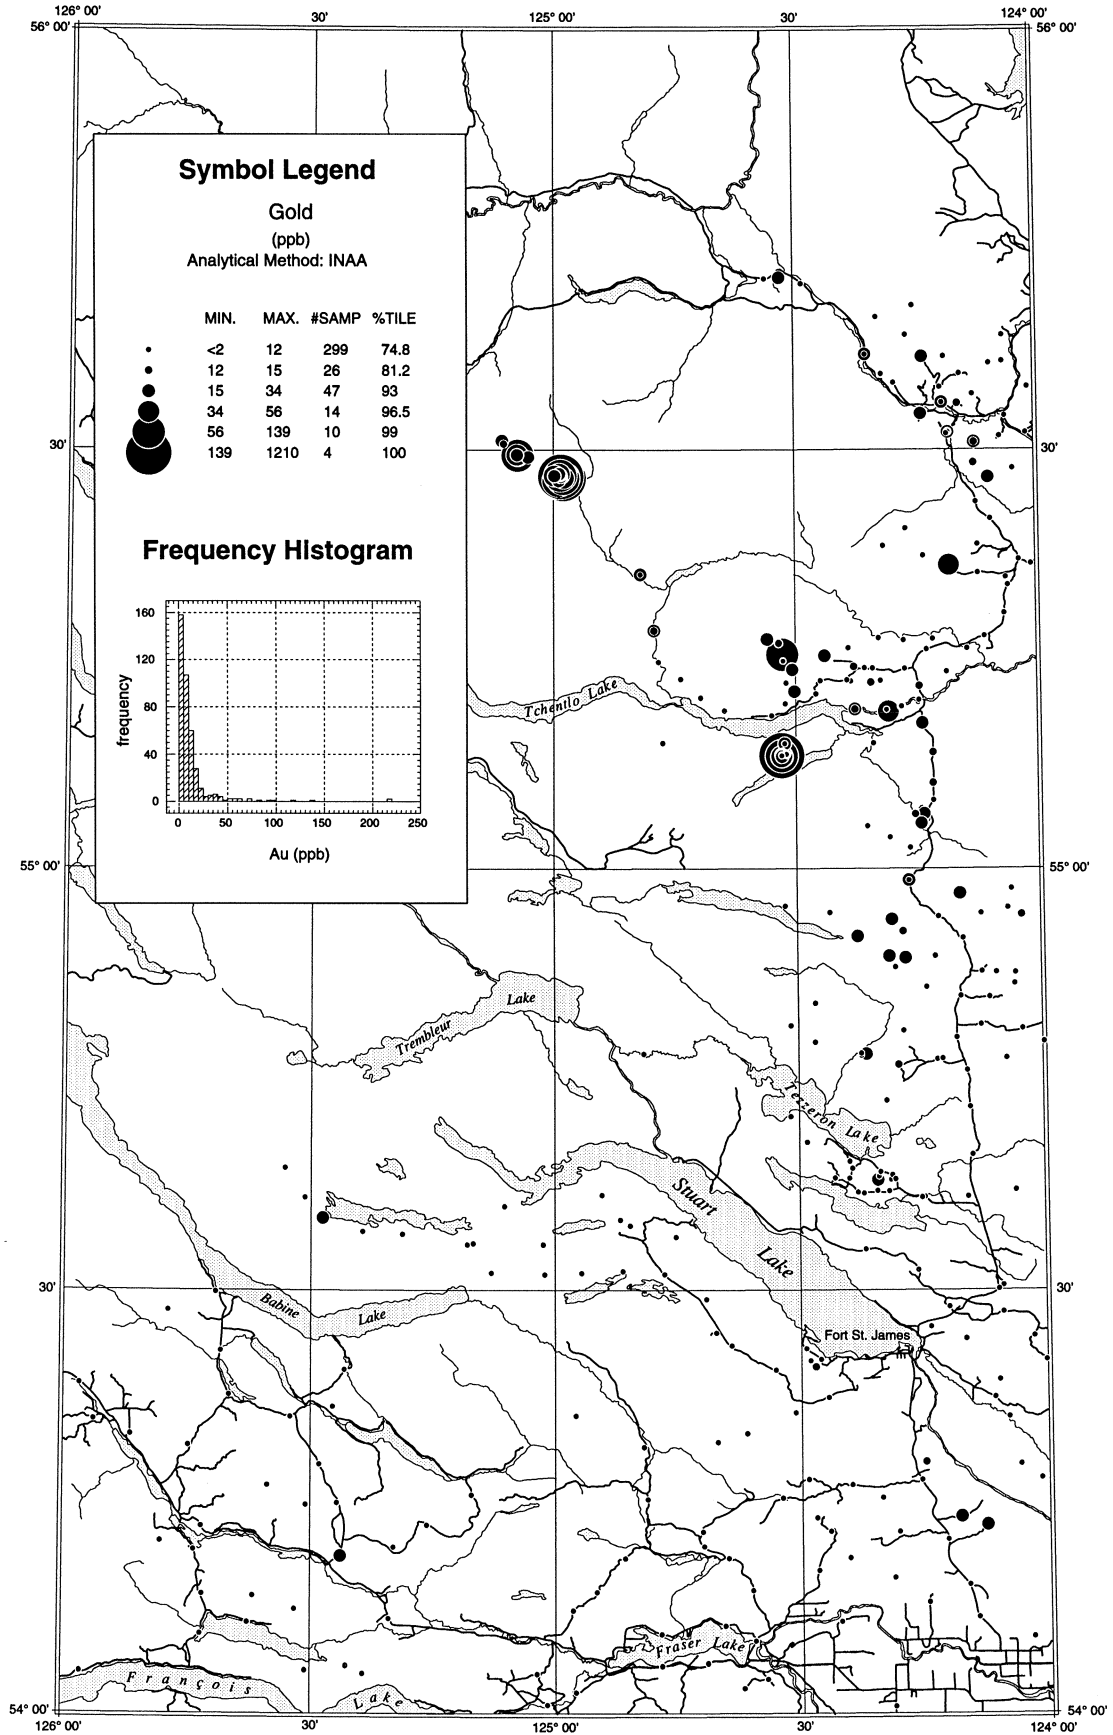 126° 00' 30' 125° 00' 30' 124° 00'
56° 00' 56° 00'
Symbol Legend
Gold
(ppb)
Analytical Method: INAA
MIN. MAX. #SAMP %TILE
<2 12 299 74.8
12 15 26 81.2
15 34 47 93
34 56 14 96.5
56 139 10 99
139 1210 4 100
30' 30'
Frequency Histogram
160
120
80
40
0
frequency
0 50 100 150 200 250
Au (ppb)
Tchentlo Lake
55° 00' 55° 00'
Trembleur Lake
Tezzeron Lake
Stuart Lake
30' 30'
Babine Lake
Fort St. James
Fraser Lake
François Lake
54° 00' 54° 00'
126° 00' 30' 125° 00' 30' 124° 00'